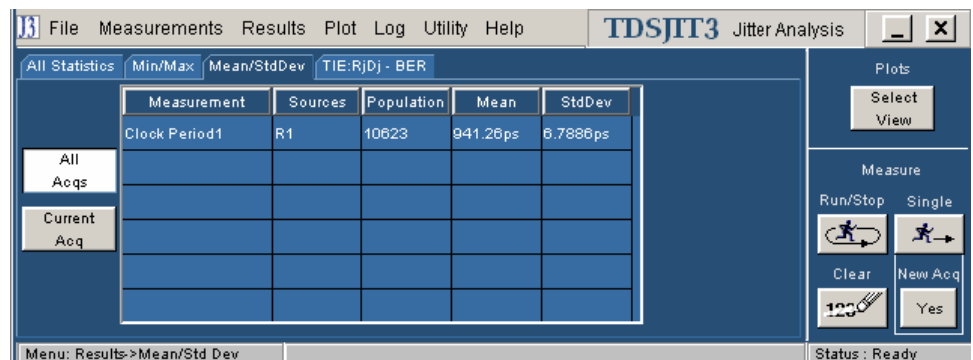 J3 File Measurements Results Plot Log Utility Help TDSJIT3 Jitter Analysis
All Statistics Min/Max Mean/StdDev TIE:RjDj - BER
Measurement Sources Population Mean StdDev
Clock Period1 R1 10623 941.26ps 6.7886ps
All
Acqs
Current
Acq
Plots
Select
View
Measure
Run/Stop Single
Clear New Acq
123 Yes
Menu: Results->Mean/Std Dev Status : Ready